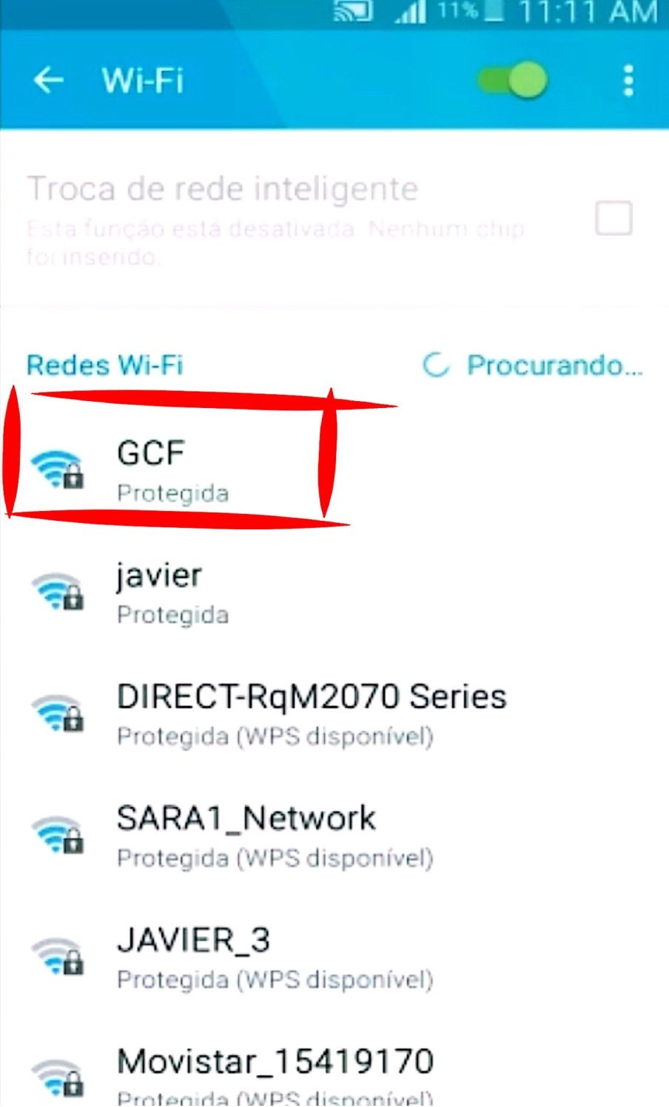 11% 11:11 AM
Wi-Fi
Troca de rede inteligente
Esta função está desativada. Nenhum chip
foi inserido.
Redes Wi-Fi Procurando...
GCF
Protegida
javier
Protegida
DIRECT-RqM2070 Series
Protegida (WPS disponível)
SARA1_Network
Protegida (WPS disponível)
JAVIER_3
Protegida (WPS disponível)
Movistar_15419170
Protegida (WPS disponível)